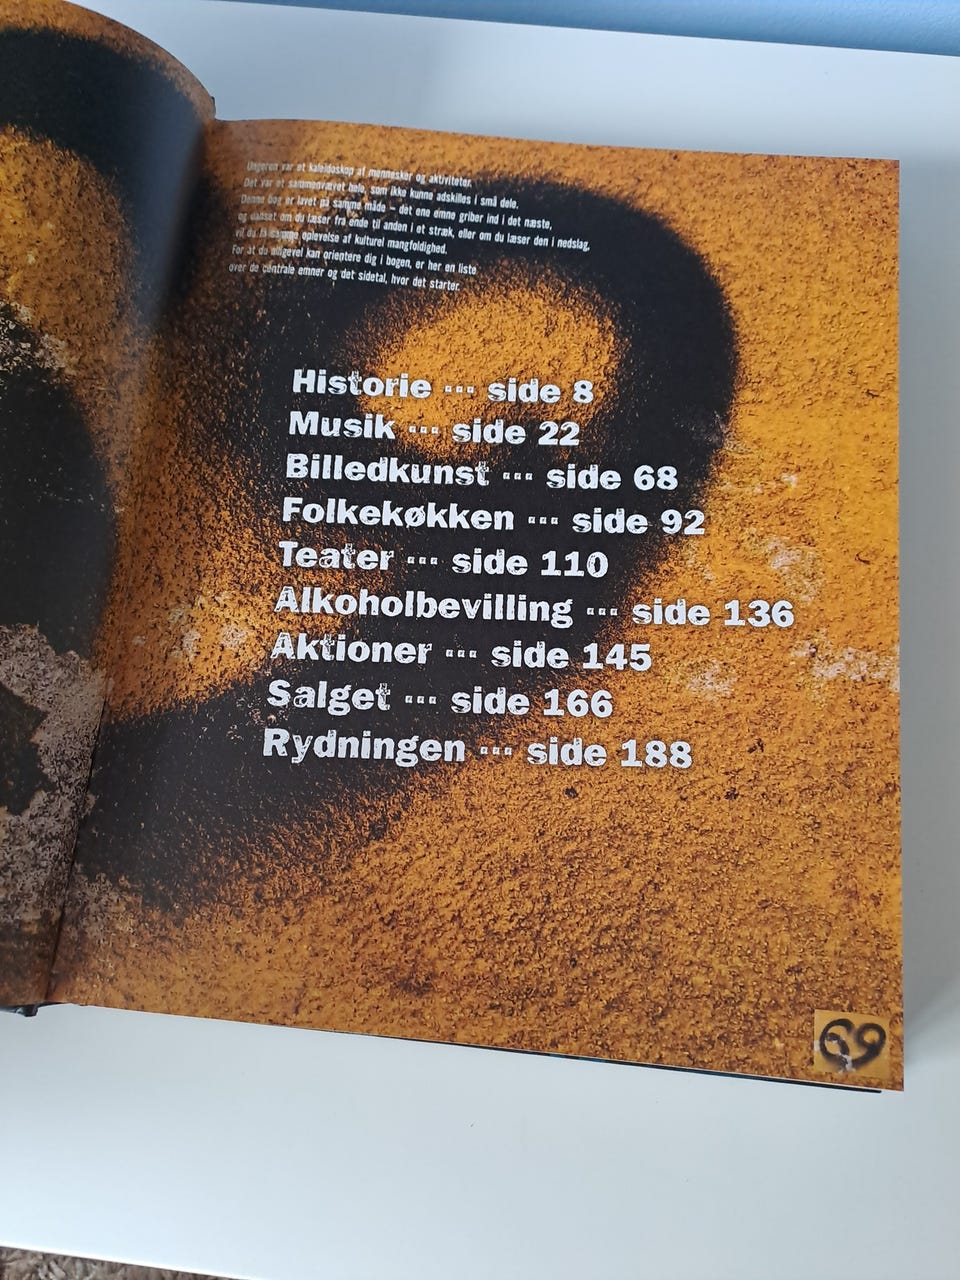 Ungeren var et kaleidoskop af mennesker og aktiviteter.
Det var et sammenvævet hele, som ikke kunne adskilles i små dele.
Denne bog er lavet på samme måde – det ene emne griber ind i det næste,
og uanset om du læser fra ende til anden i et stræk, eller om du læser den i nedslag,
vil du få samme oplevelse af kulturel mangfoldighed.
For at du alligevel kan orientere dig i bogen, er her en liste
over de centrale emner og det sidetal, hvor det starter.
Historie ... side 8
Musik ... side 22
Billedkunst ... side 68
Folkekøkken ... side 92
Teater ... side 110
Alkoholbevilling ... side 136
Aktioner ... side 145
Salget ... side 166
Rydningen ... side 188
69